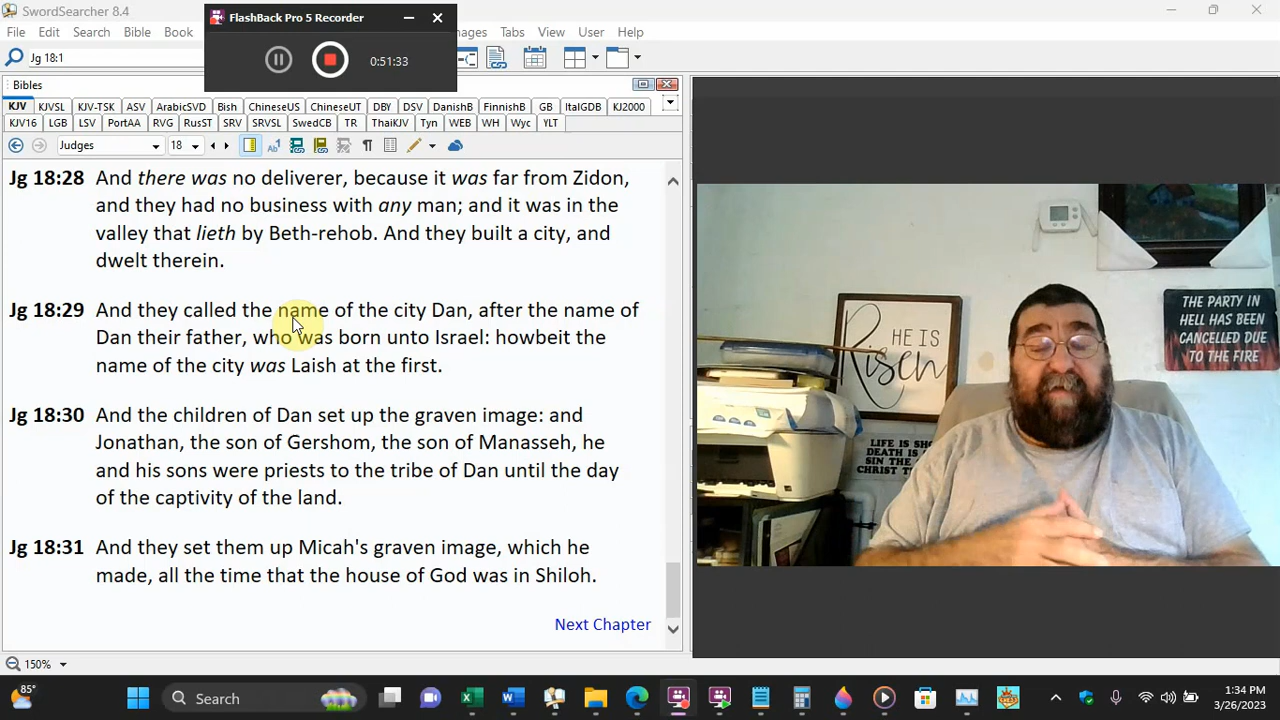 SwordSearcher 8.4
FlashBack Pro 5 Recorder
File Edit Search Bible Book
Tabs View User Help
Jg 18:1
0:51:33
Bibles
KJV KJVSL KJV-TSK ASV ArabicSVD Bish ChineseUS ChineseUT DBY DSV DanishB FinnishB GB ItalGDB KJ2000
KJV16 LGB LSV PortAA RVG RusST SRV SRVSL SwedCB TR ThaiKJV Tyn WEB WH Wyc YLT
Judges 18
Jg 18:28 And there was no deliverer, because it was far from Zidon,
and they had no business with any man; and it was in the
valley that lieth by Beth-rehob. And they built a city, and
dwelt therein.
Jg 18:29 And they called the name of the city Dan, after the name of
Dan their father, who was born unto Israel: howbeit the
name of the city was Laish at the first.
Jg 18:30 And the children of Dan set up the graven image: and
Jonathan, the son of Gershom, the son of Manasseh, he
and his sons were priests to the tribe of Dan until the day
of the captivity of the land.
Jg 18:31 And they set them up Micah's graven image, which he
made, all the time that the house of God was in Shiloh.
Next Chapter
150%
HE IS
Risen
THE PARTY IN
HELL HAS BEEN
CANCELLED DUE
TO THE FIRE
LIFE IS
DEATH IS
SIN THE
CHRIST
85°
Search
1:34 PM
3/26/2023